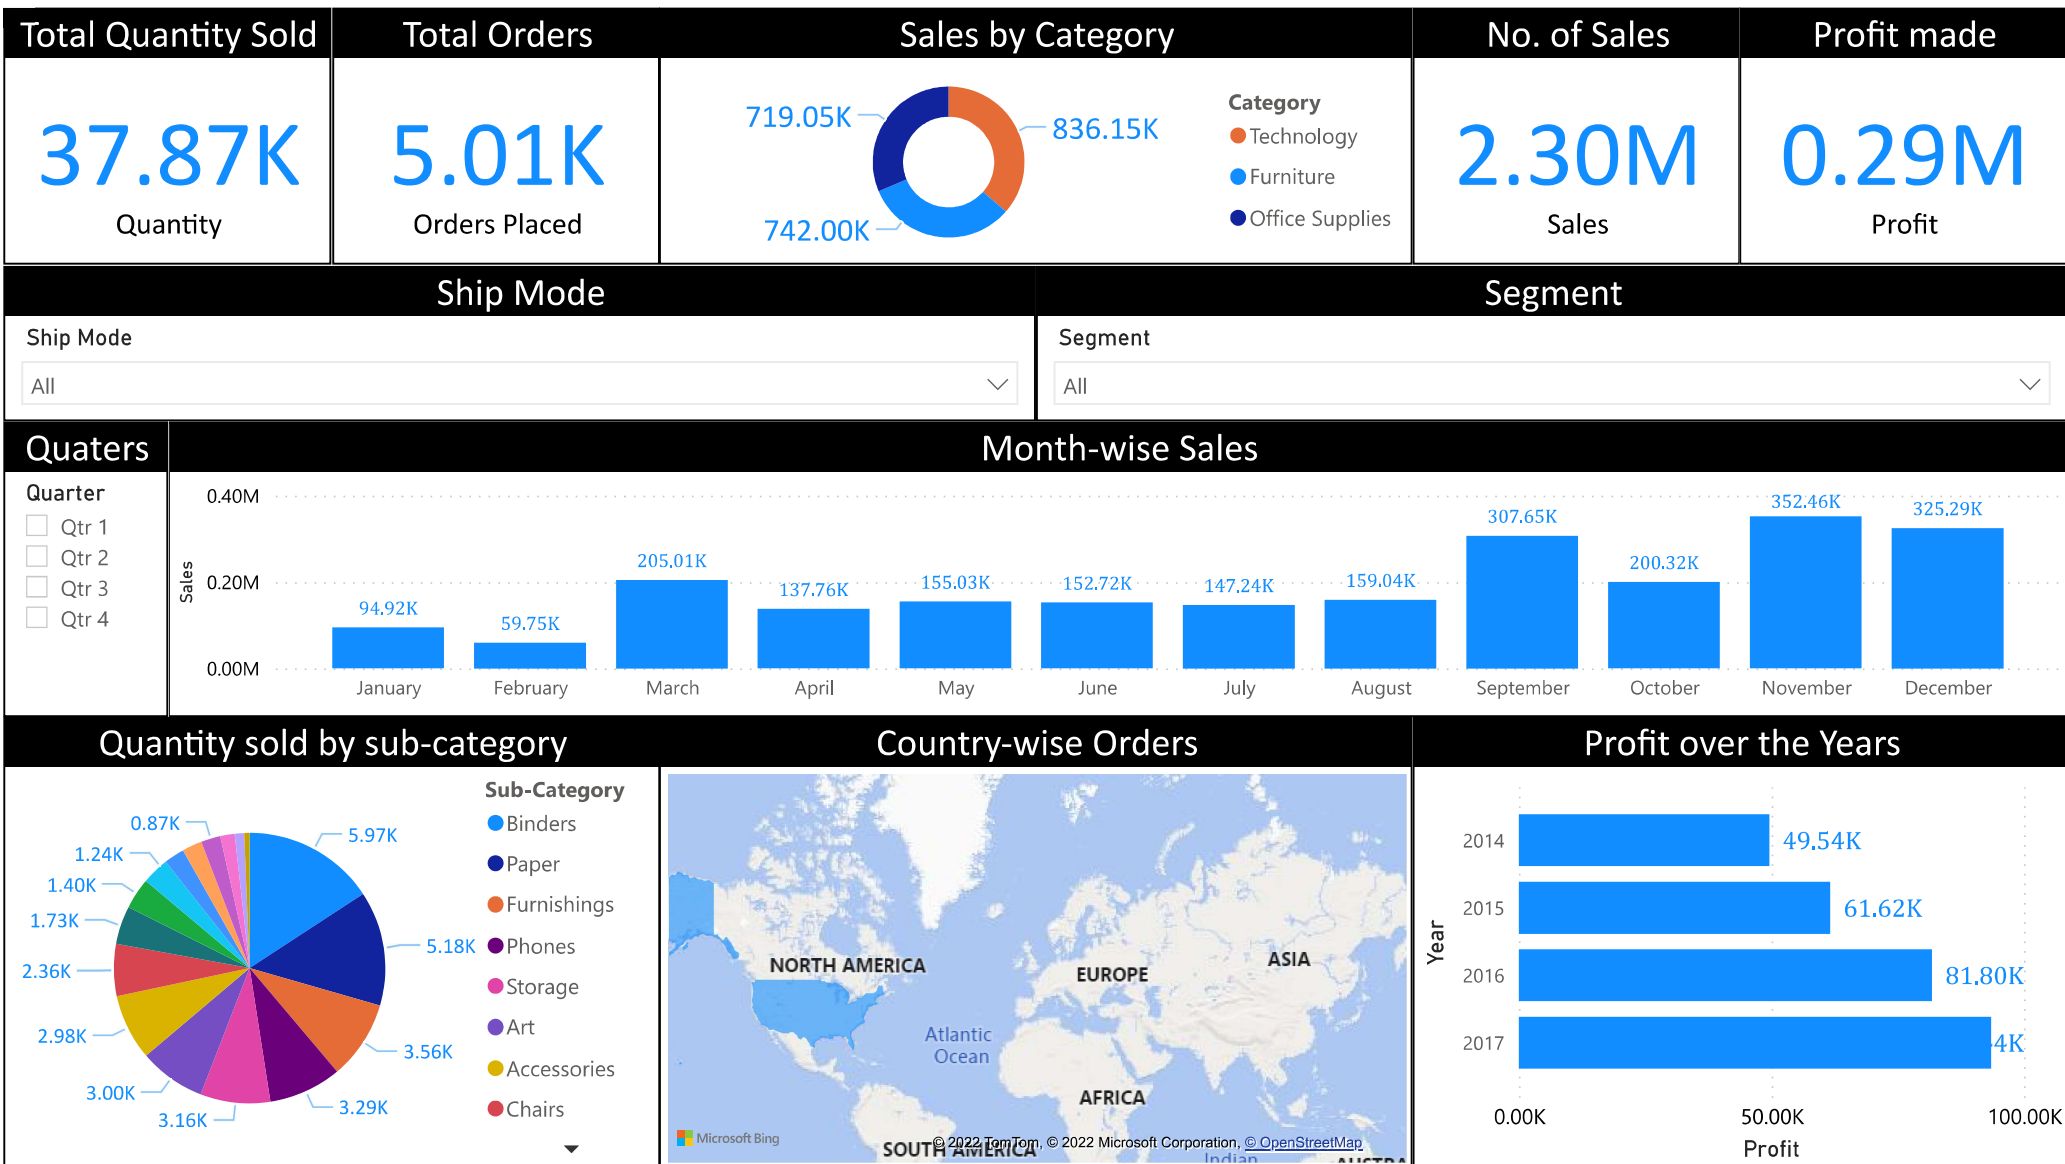 Total Quantity Sold
37.87K
Quantity
Total Orders
5.01K
Orders Placed
Sales by Category
719.05K
836.15K
742.00K
Category
Technology
Furniture
Office Supplies
No. of Sales
2.30M
Sales
Profit made
0.29M
Profit
Ship Mode
Ship Mode
All
Segment
Segment
All
Quaters
Quarter
Qtr 1
Qtr 2
Qtr 3
Qtr 4
Month-wise Sales
Sales
0.40M
0.20M
0.00M
94.92K
59.75K
205.01K
137.76K
155.03K
152.72K
147.24K
159.04K
307.65K
200.32K
352.46K
325.29K
January
February
March
April
May
June
July
August
September
October
November
December
Quantity sold by sub-category
0.87K
1.24K
1.40K
1.73K
2.36K
2.98K
3.00K
3.16K
3.29K
3.56K
5.18K
5.97K
Sub-Category
Binders
Paper
Furnishings
Phones
Storage
Art
Accessories
Chairs
Country-wise Orders
NORTH AMERICA
EUROPE
ASIA
Atlantic
Ocean
AFRICA
SOUTH AMERICA
Indian
Microsoft Bing
© 2022 TomTom, © 2022 Microsoft Corporation, © OpenStreetMap
Profit over the Years
Year
2014
49.54K
2015
61.62K
2016
81.80K
2017
4K
0.00K
50.00K
100.00K
Profit